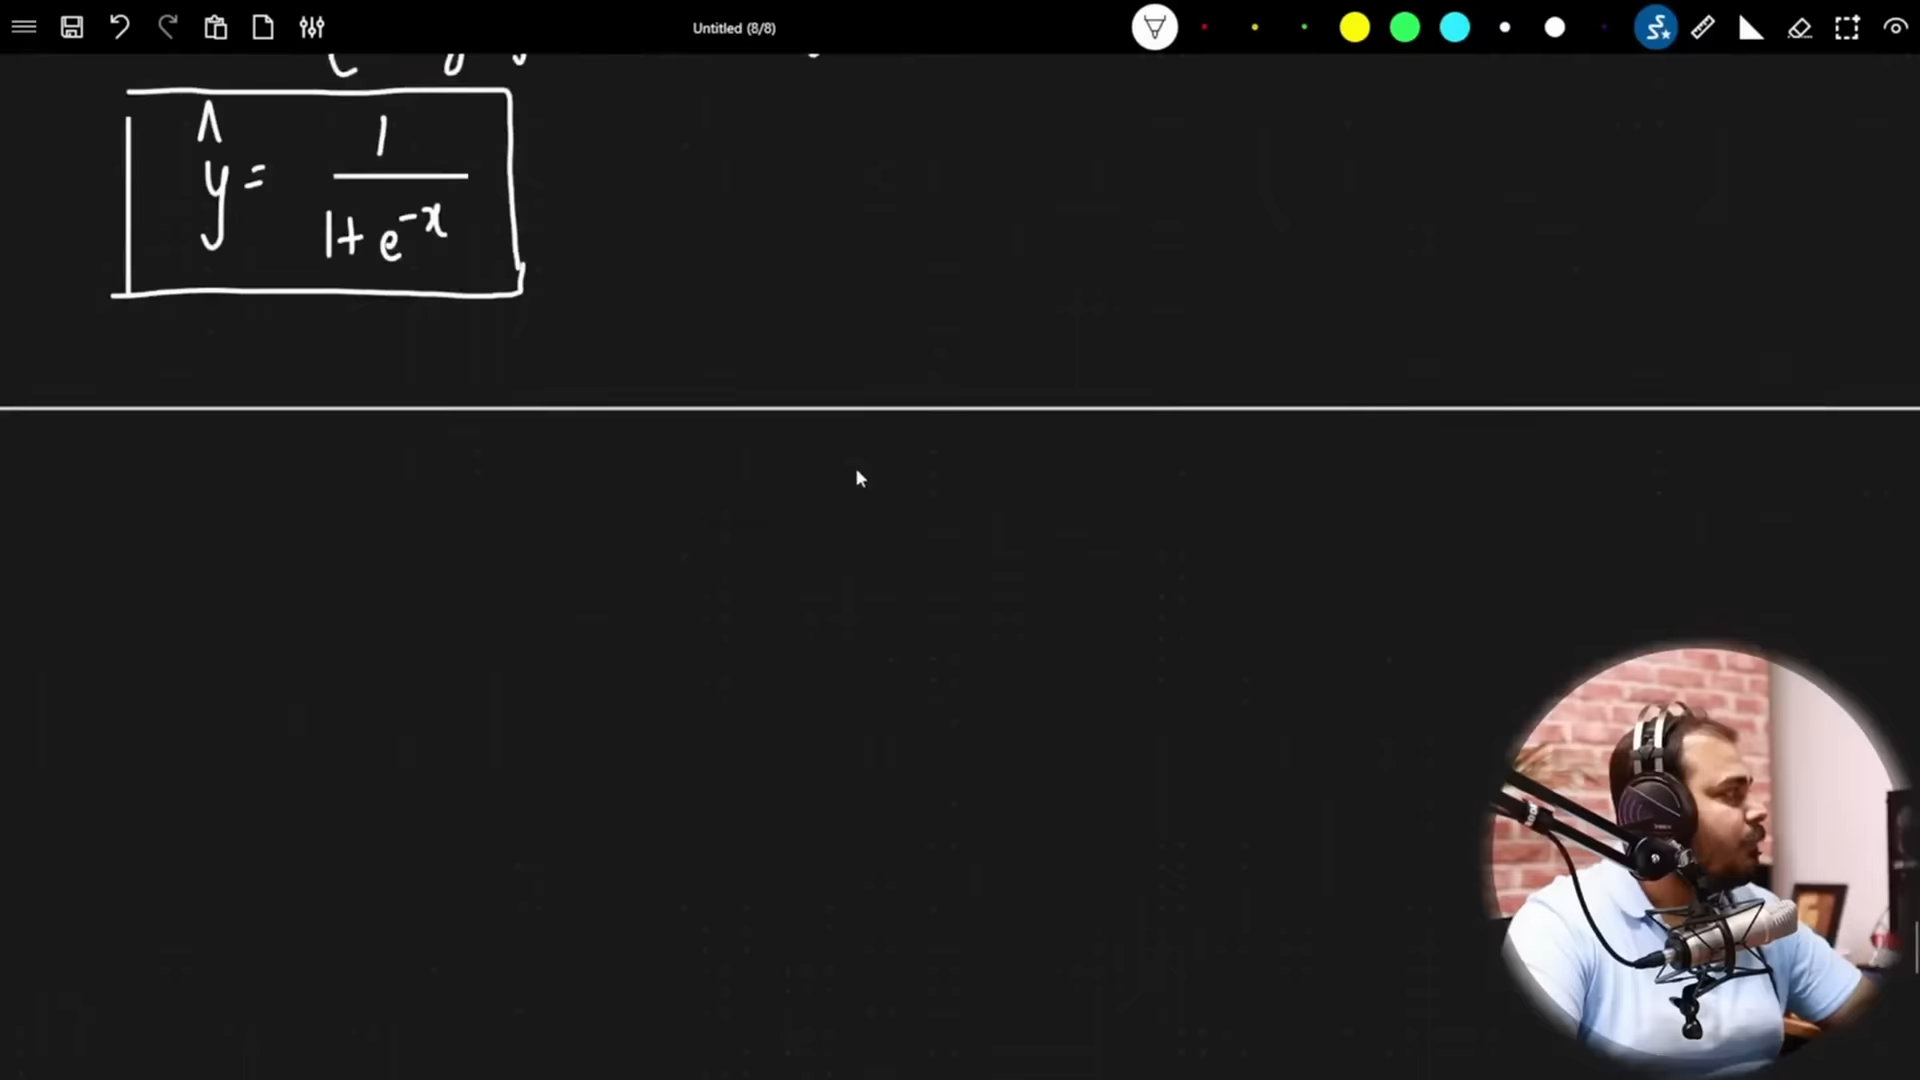 Untitled (8/8)
ŷ = 1
1 + e^-x